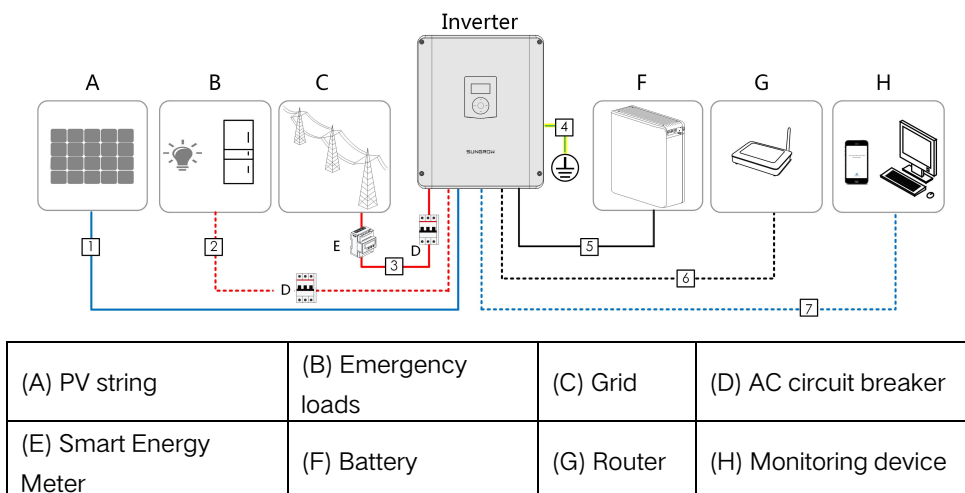 Inverter
A
B
C
F
G
H
SUNGROW
4
E
D
1
2
3
5
6
D
7
(A) PV string
(B) Emergency
loads
(C) Grid
(D) AC circuit breaker
(E) Smart Energy
Meter
(F) Battery
(G) Router
(H) Monitoring device